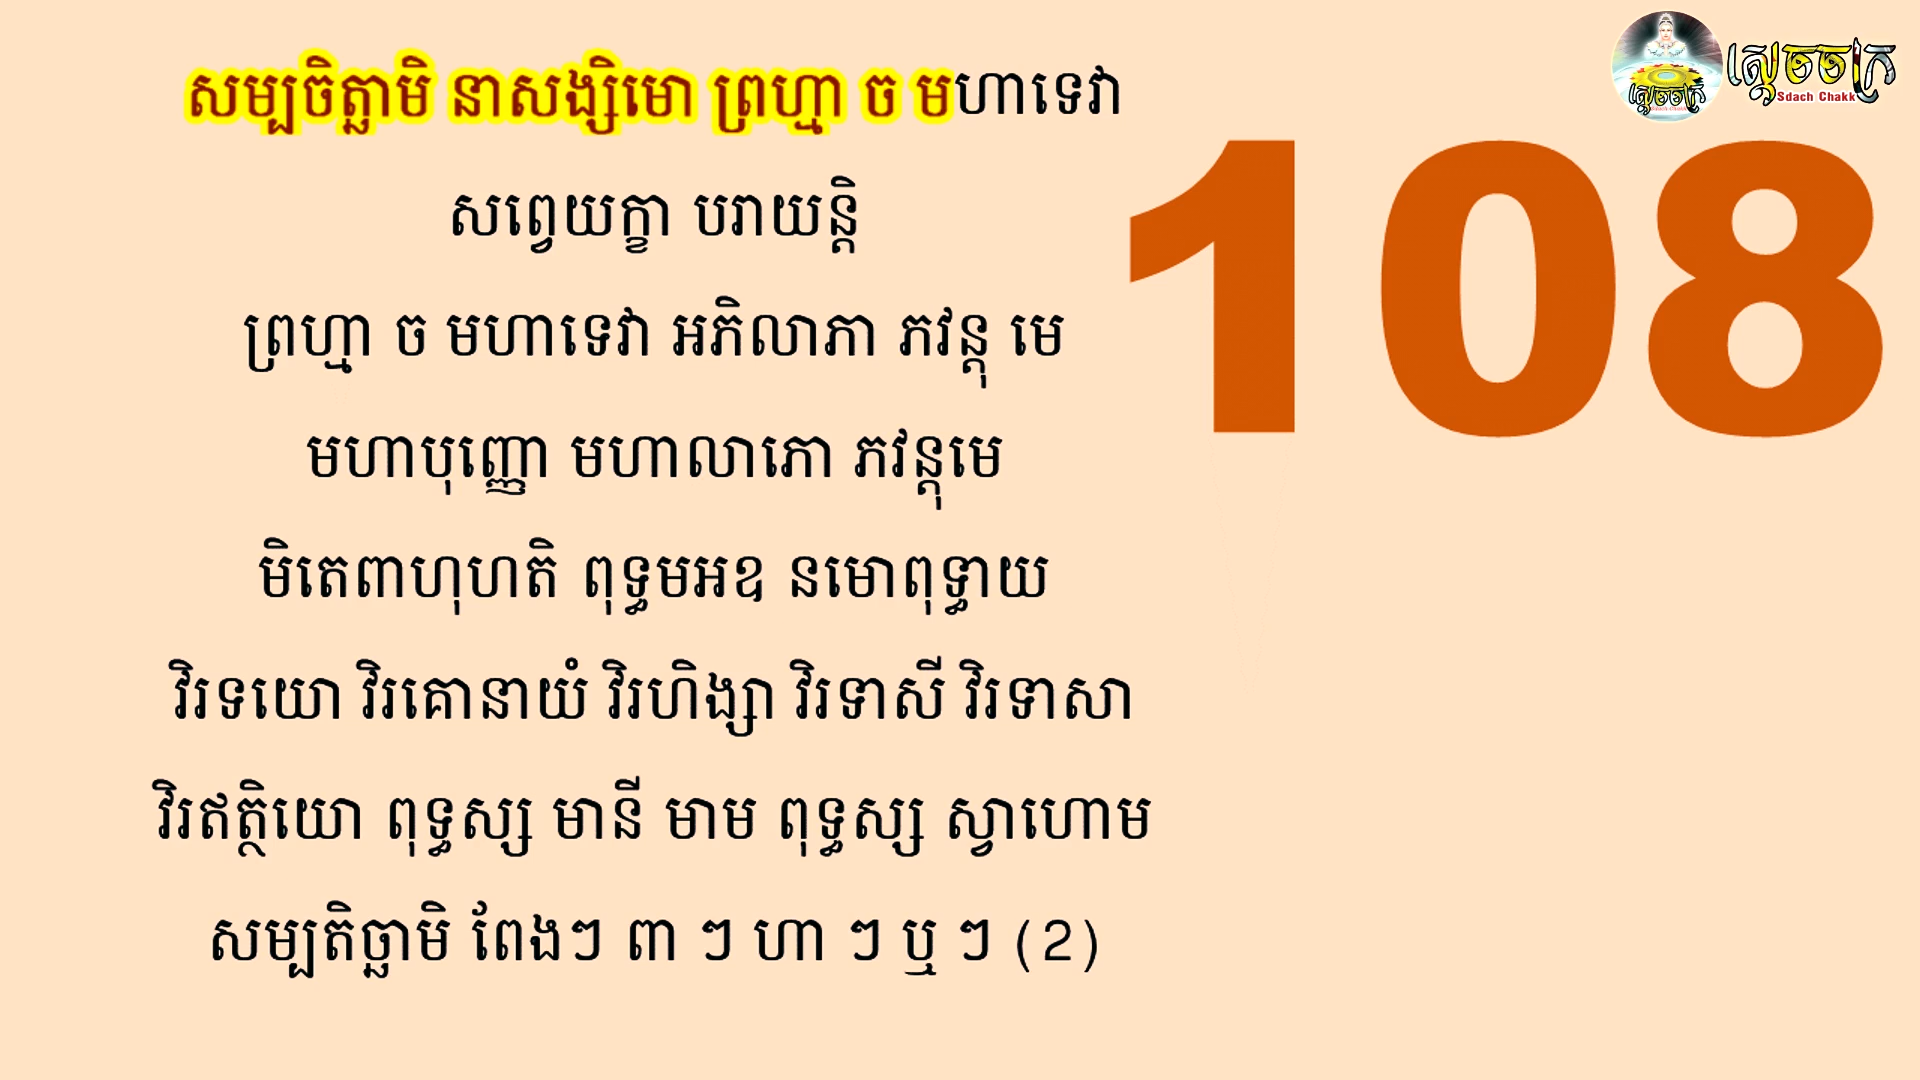 សម្បចិត្ឆាមិ នាសង្សិមោ ព្រហ្មា ច មហាទេវា
សព្វេយក្ខា បរាយន្តិ
ព្រហ្មា ច មហាទេវា អភិលាភា ភវន្តុ មេ
មហាបុញ្ញោ មហាលាភោ ភវន្តុមេ
មិតេពាហុហតិ ពុទ្ធមអឧ នមោពុទ្ធាយ
វិរទយោ វិរគោនាយំ វិរហិង្សា វិរទាសី វិរទាសា
វិរឥត្ថិយោ ពុទ្ធស្ស មានី មាម ពុទ្ធស្ស ស្វាហោម
សម្បតិច្ឆាមិ ពែងៗ ពា ៗ ហា ៗ ឬ ៗ (2)
108
ស្តេចចក្រ
Sdach Chakk
ស្តេចចក្រ